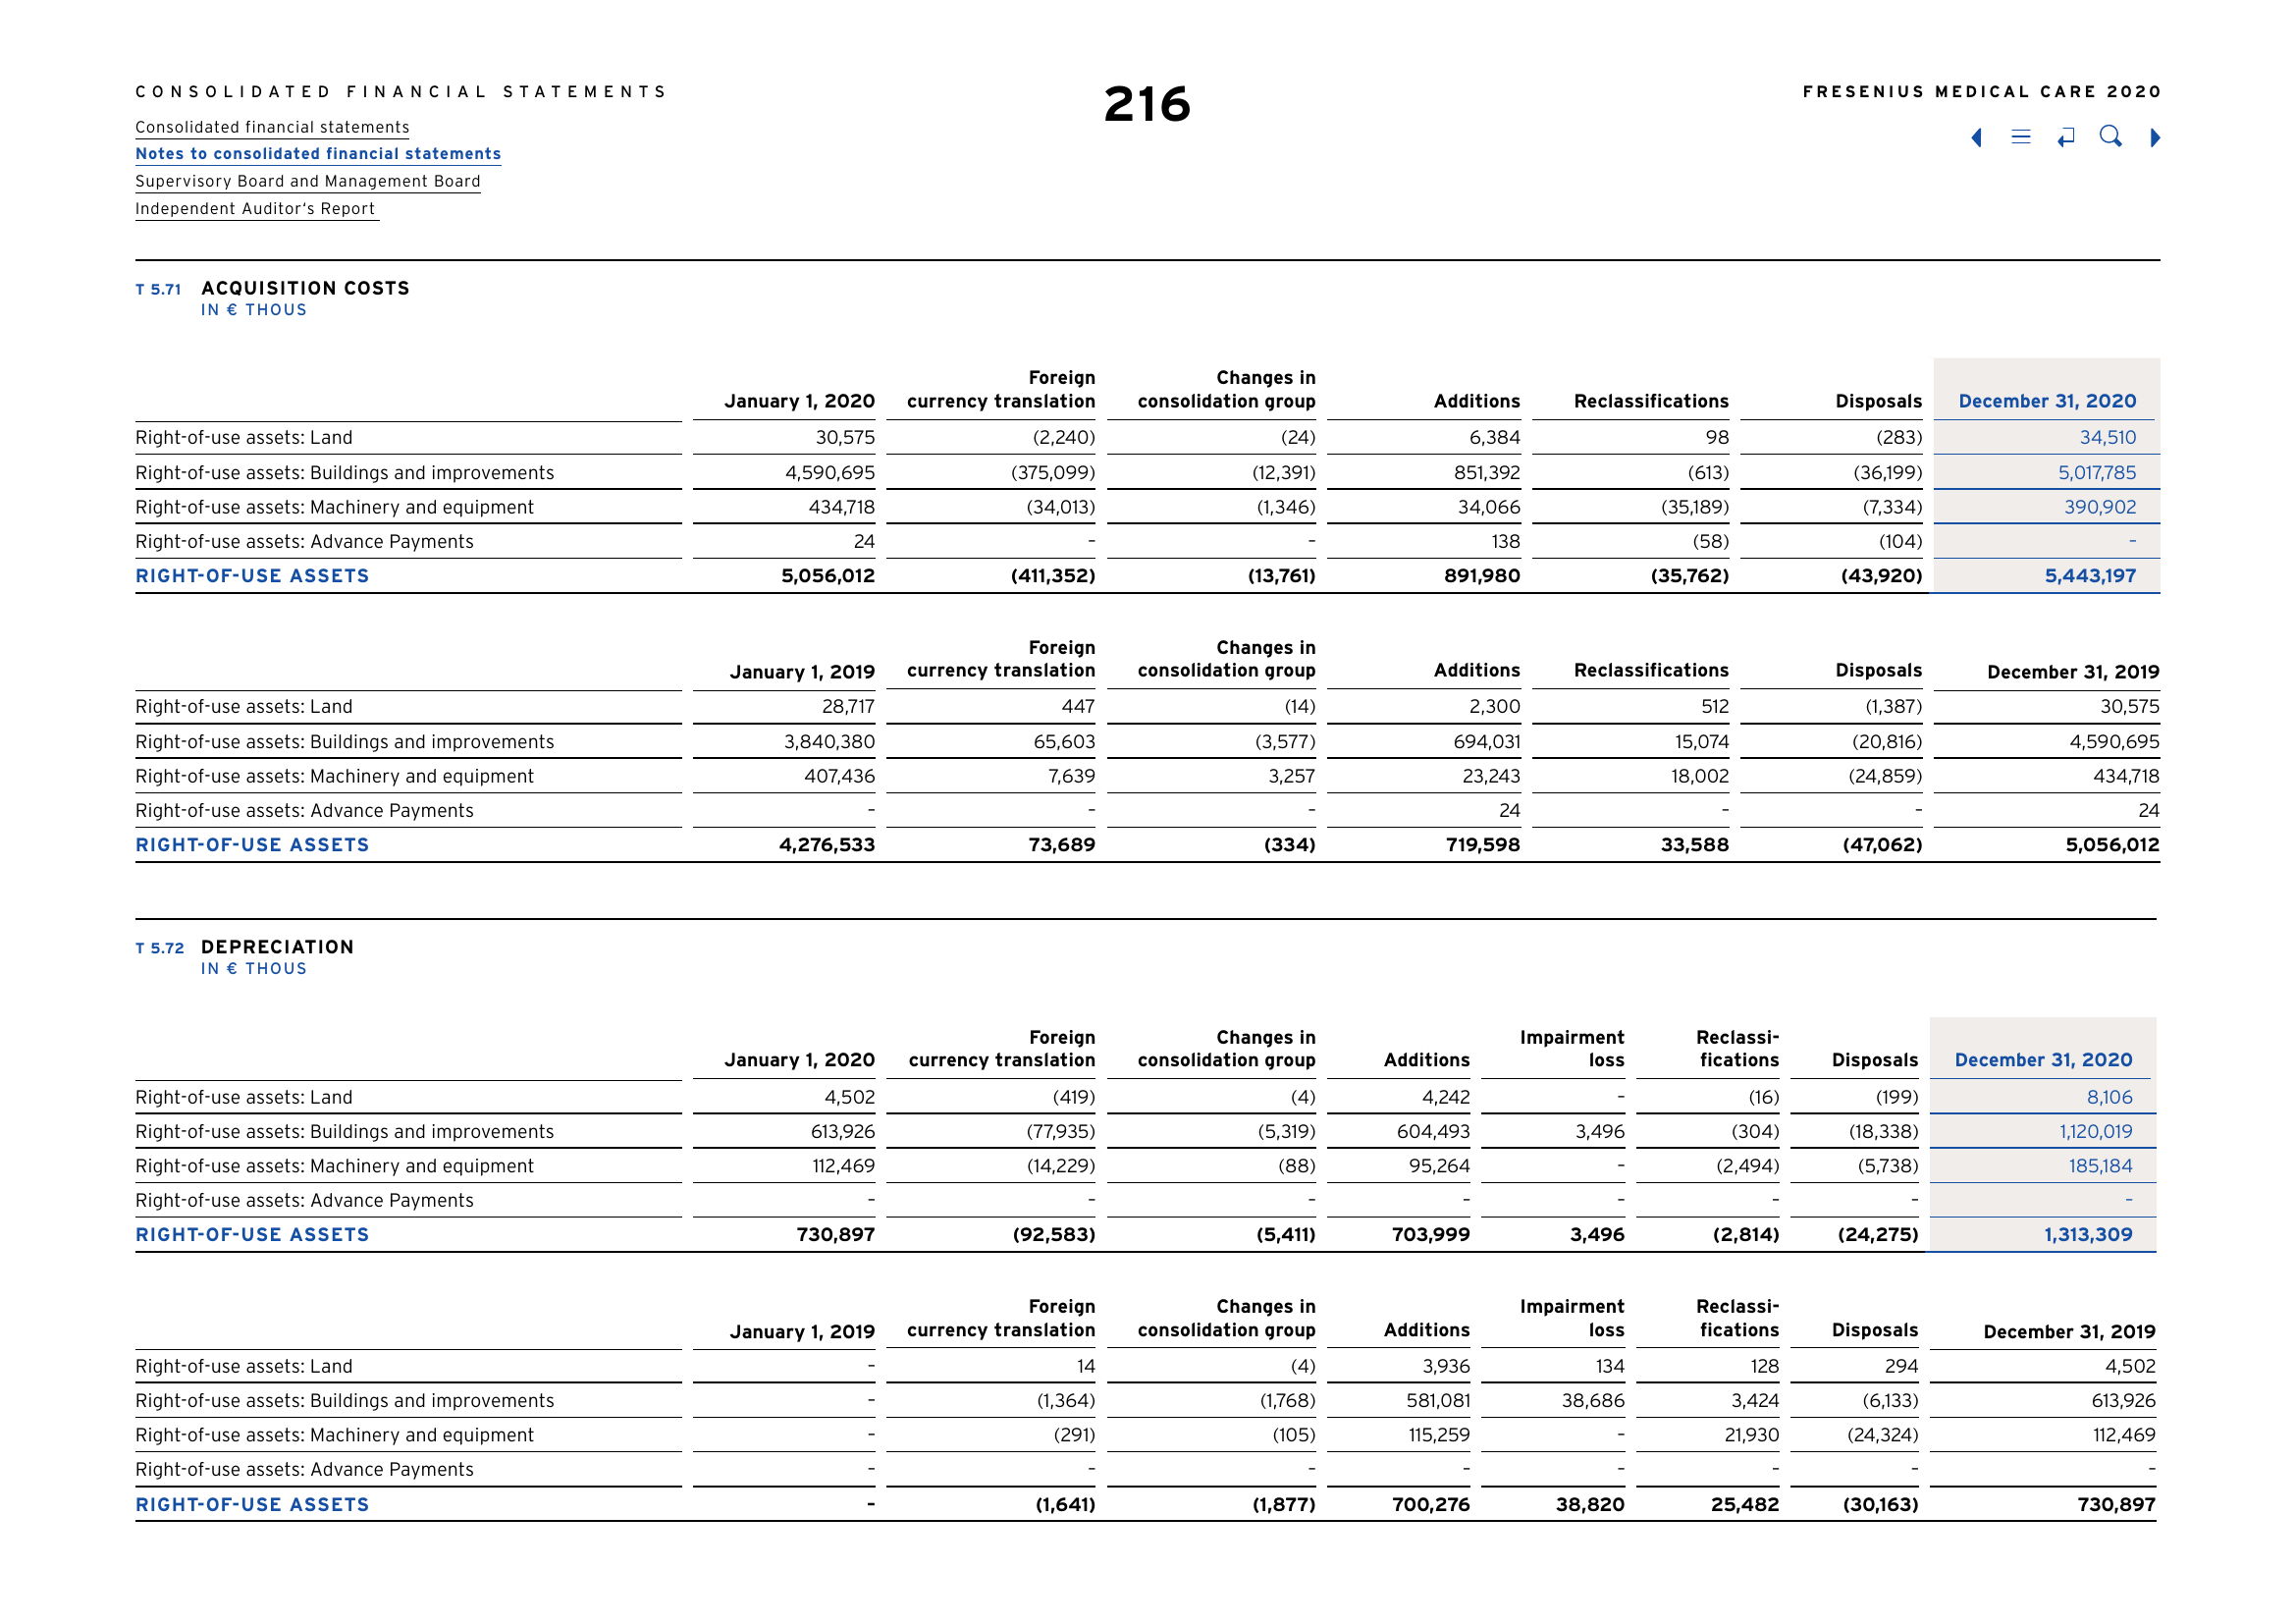 CONSOLIDATED FINANCIAL STATEMENTS
216
FRESENIUS MEDICAL CARE 2020
Consolidated financial statements
Notes to consolidated financial statements
Supervisory Board and Management Board
Independent Auditor‘s Report
T 5.71 ACQUISITION COSTS
IN € THOUS
Foreign Changes in
January 1, 2020 currency translation consolidation group Additions Reclassifications Disposals December 31, 2020
Right-of-use assets: Land 30,575 (2,240) (24) 6,384 98 (283) 34,510
Right-of-use assets: Buildings and improvements 4,590,695 (375,099) (12,391) 851,392 (613) (36,199) 5,017,785
Right-of-use assets: Machinery and equipment 434,718 (34,013) (1,346) 34,066 (35,189) (7,334) 390,902
Right-of-use assets: Advance Payments 24 – – 138 (58) (104) –
RIGHT-OF-USE ASSETS 5,056,012 (411,352) (13,761) 891,980 (35,762) (43,920) 5,443,197
Foreign Changes in
January 1, 2019 currency translation consolidation group Additions Reclassifications Disposals December 31, 2019
Right-of-use assets: Land 28,717 447 (14) 2,300 512 (1,387) 30,575
Right-of-use assets: Buildings and improvements 3,840,380 65,603 (3,577) 694,031 15,074 (20,816) 4,590,695
Right-of-use assets: Machinery and equipment 407,436 7,639 3,257 23,243 18,002 (24,859) 434,718
Right-of-use assets: Advance Payments – – – 24 – – 24
RIGHT-OF-USE ASSETS 4,276,533 73,689 (334) 719,598 33,588 (47,062) 5,056,012
T 5.72 DEPRECIATION
IN € THOUS
Foreign Changes in Impairment Reclassi-
January 1, 2020 currency translation consolidation group Additions loss fications Disposals December 31, 2020
Right-of-use assets: Land 4,502 (419) (4) 4,242 – (16) (199) 8,106
Right-of-use assets: Buildings and improvements 613,926 (77,935) (5,319) 604,493 3,496 (304) (18,338) 1,120,019
Right-of-use assets: Machinery and equipment 112,469 (14,229) (88) 95,264 – (2,494) (5,738) 185,184
Right-of-use assets: Advance Payments – – – – – – – –
RIGHT-OF-USE ASSETS 730,897 (92,583) (5,411) 703,999 3,496 (2,814) (24,275) 1,313,309
Foreign Changes in Impairment Reclassi-
January 1, 2019 currency translation consolidation group Additions loss fications Disposals December 31, 2019
Right-of-use assets: Land – 14 (4) 3,936 134 128 294 4,502
Right-of-use assets: Buildings and improvements – (1,364) (1,768) 581,081 38,686 3,424 (6,133) 613,926
Right-of-use assets: Machinery and equipment – (291) (105) 115,259 – 21,930 (24,324) 112,469
Right-of-use assets: Advance Payments – – – – – – – –
RIGHT-OF-USE ASSETS – (1,641) (1,877) 700,276 38,820 25,482 (30,163) 730,897